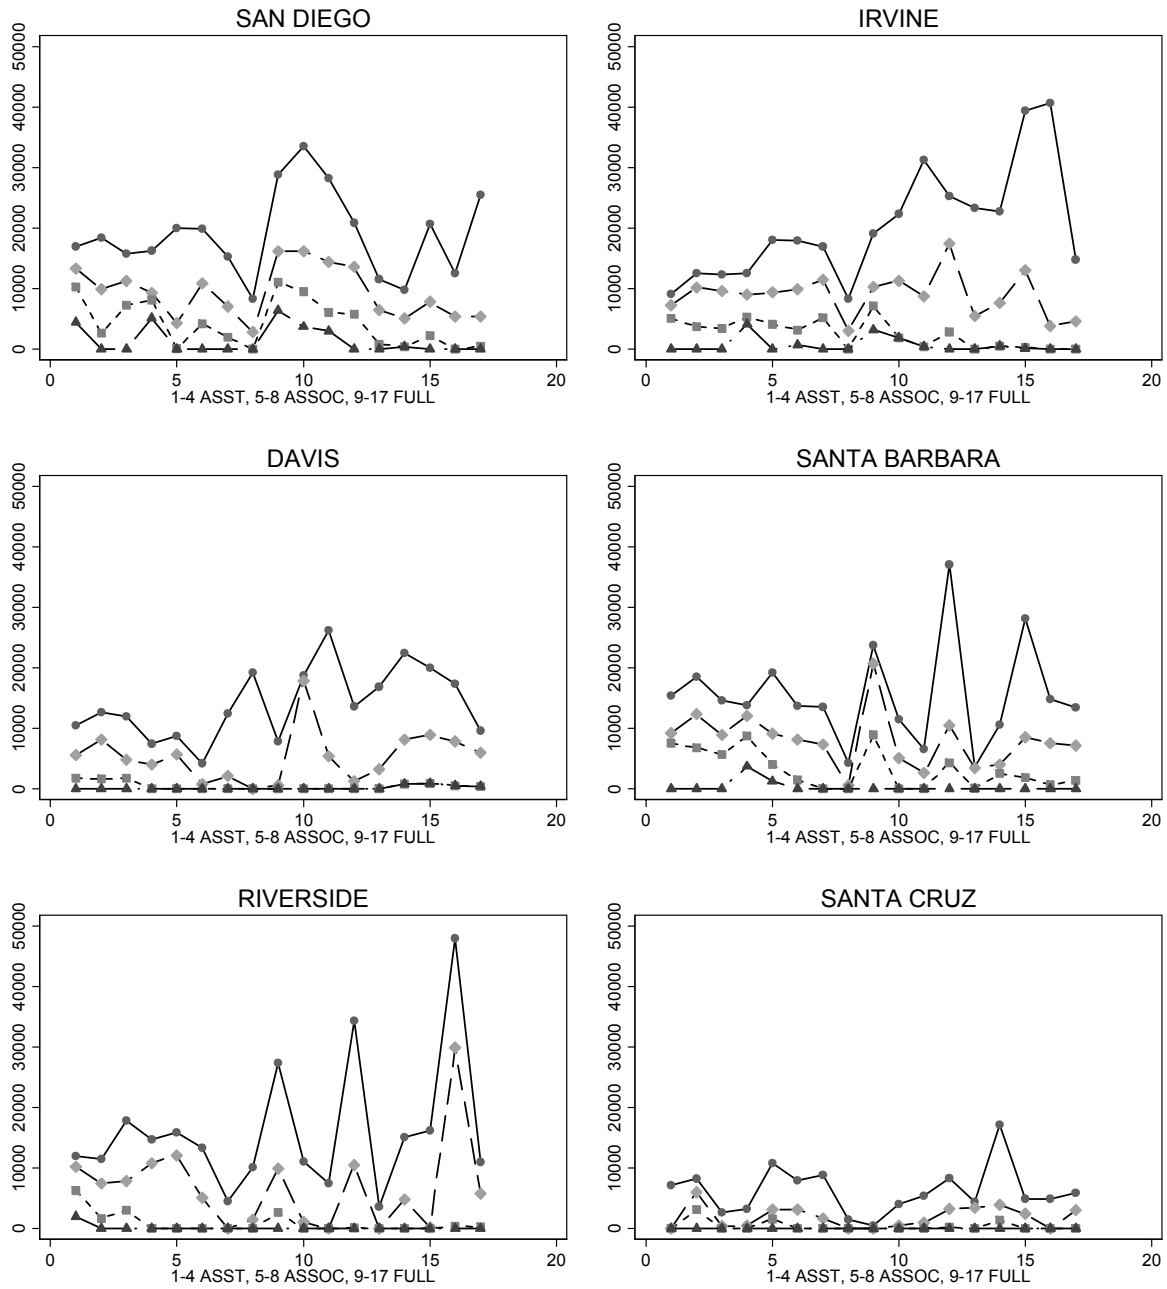 SAN DIEGO
50000
40000
30000
20000
10000
0
0 5 10 15 20
1-4 ASST, 5-8 ASSOC, 9-17 FULL
IRVINE
50000
40000
30000
20000
10000
0
0 5 10 15 20
1-4 ASST, 5-8 ASSOC, 9-17 FULL
DAVIS
50000
40000
30000
20000
10000
0
0 5 10 15 20
1-4 ASST, 5-8 ASSOC, 9-17 FULL
SANTA BARBARA
50000
40000
30000
20000
10000
0
0 5 10 15 20
1-4 ASST, 5-8 ASSOC, 9-17 FULL
RIVERSIDE
50000
40000
30000
20000
10000
0
0 5 10 15 20
1-4 ASST, 5-8 ASSOC, 9-17 FULL
SANTA CRUZ
50000
40000
30000
20000
10000
0
0 5 10 15 20
1-4 ASST, 5-8 ASSOC, 9-17 FULL